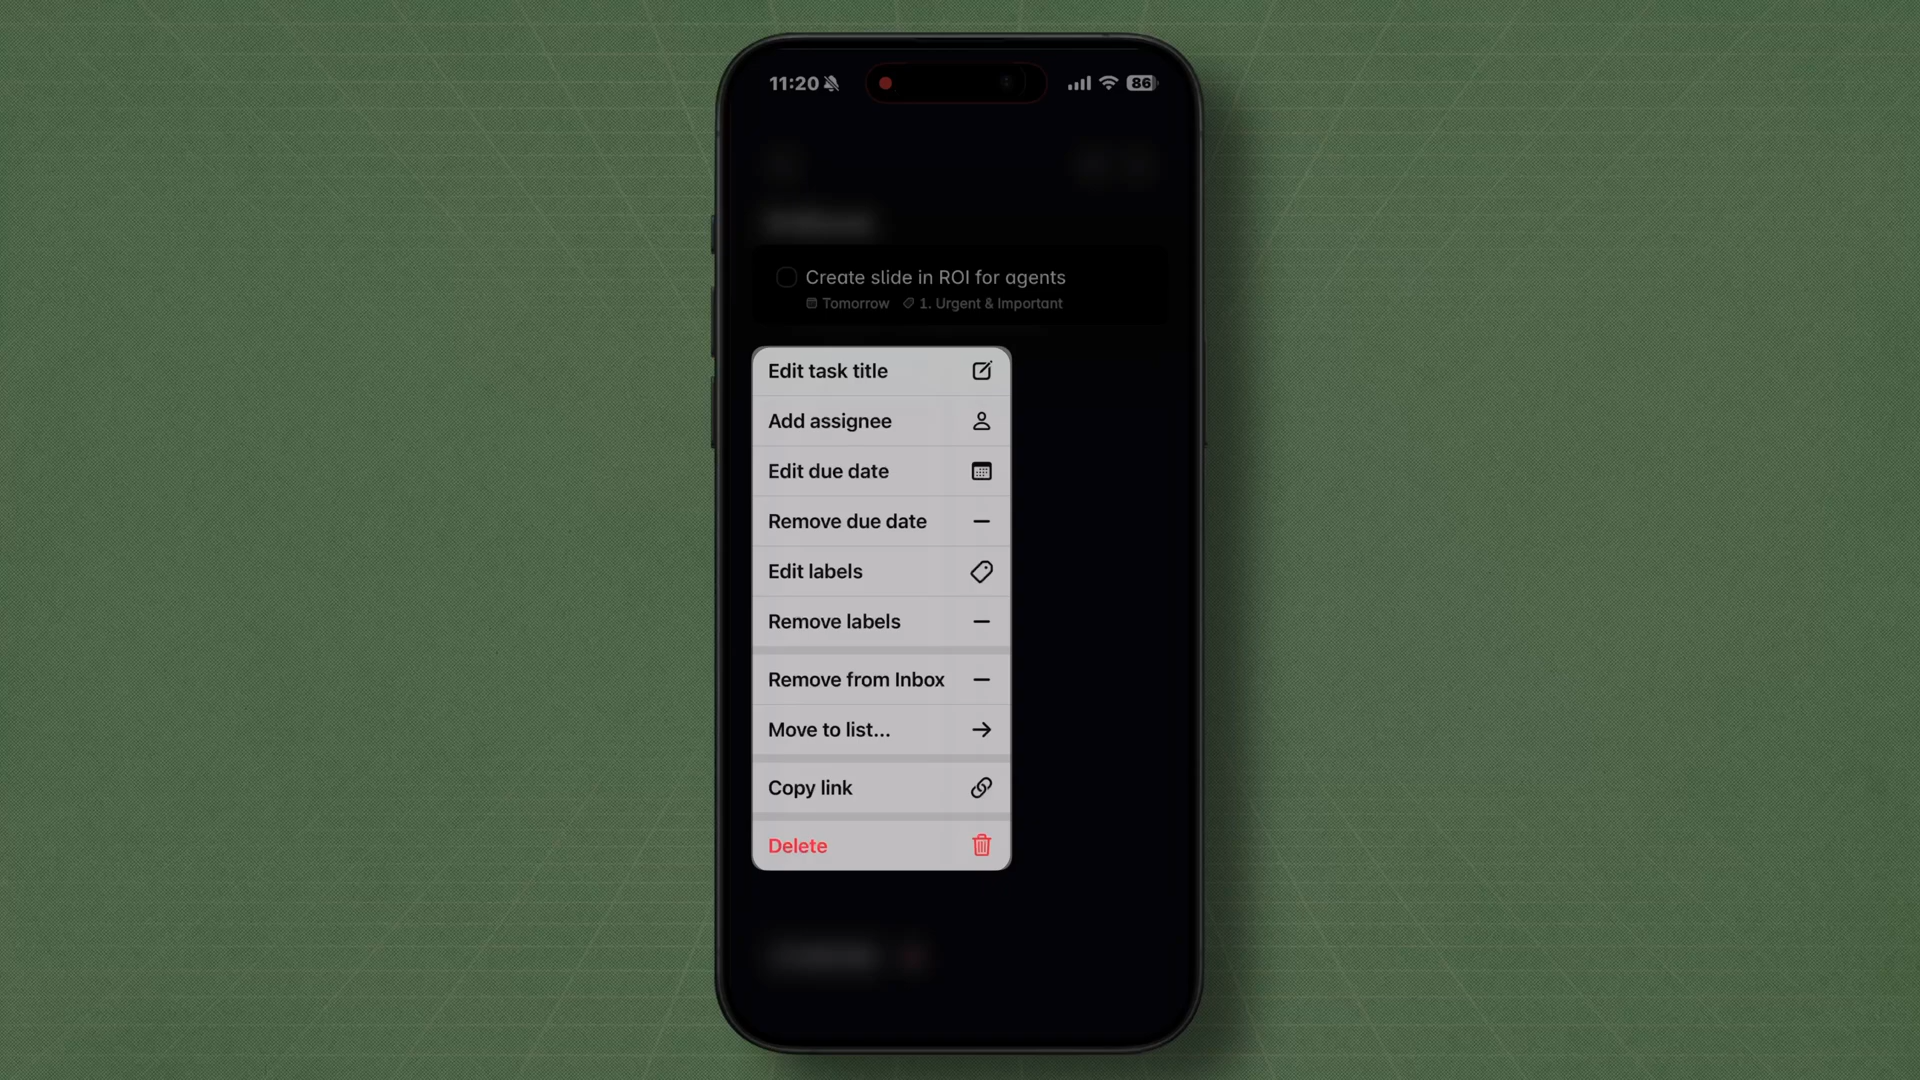 11:20
86
Create slide in ROI for agents
Tomorrow 1. Urgent & Important
Edit task title
Add assignee
Edit due date
Remove due date
Edit labels
Remove labels
Remove from Inbox
Move to list...
Copy link
Delete